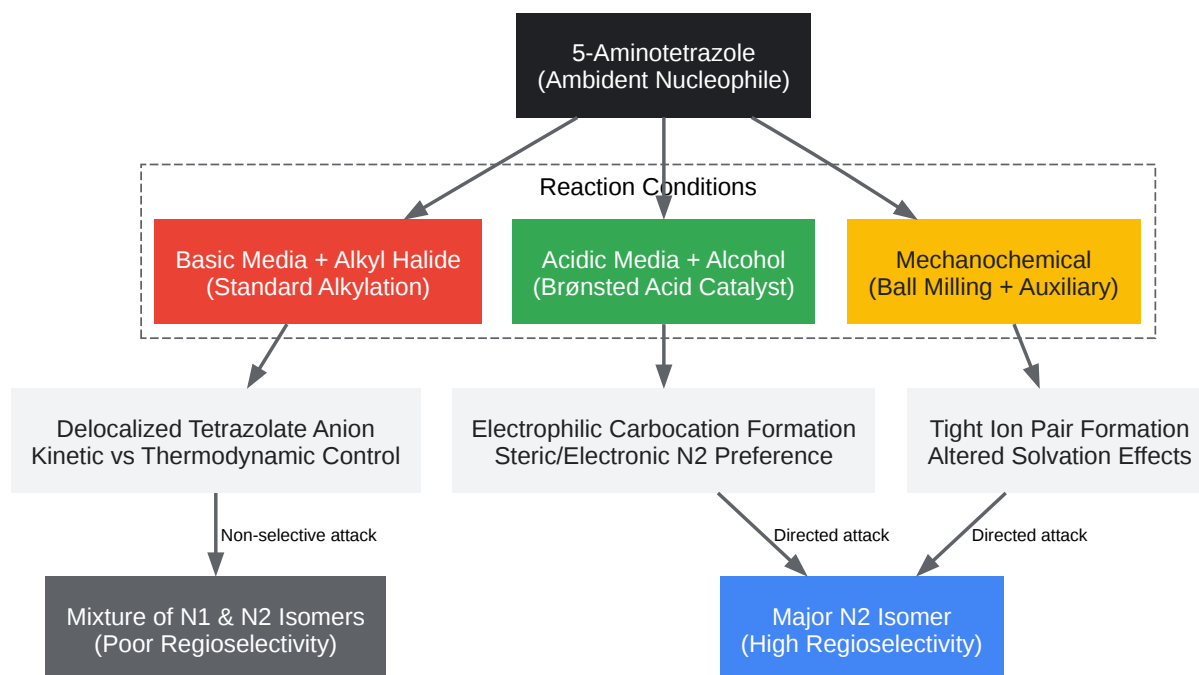 5-Aminotetrazole
(Ambident Nucleophile)
Reaction Conditions
Basic Media + Alkyl Halide
(Standard Alkylation)
Acidic Media + Alcohol
(Brønsted Acid Catalyst)
Mechanochemical
(Ball Milling + Auxiliary)
Delocalized Tetrazolate Anion
Kinetic vs Thermodynamic Control
Electrophilic Carbocation Formation
Steric/Electronic N2 Preference
Tight Ion Pair Formation
Altered Solvation Effects
Non-selective attack
Directed attack
Directed attack
Mixture of N1 & N2 Isomers
(Poor Regioselectivity)
Major N2 Isomer
(High Regioselectivity)